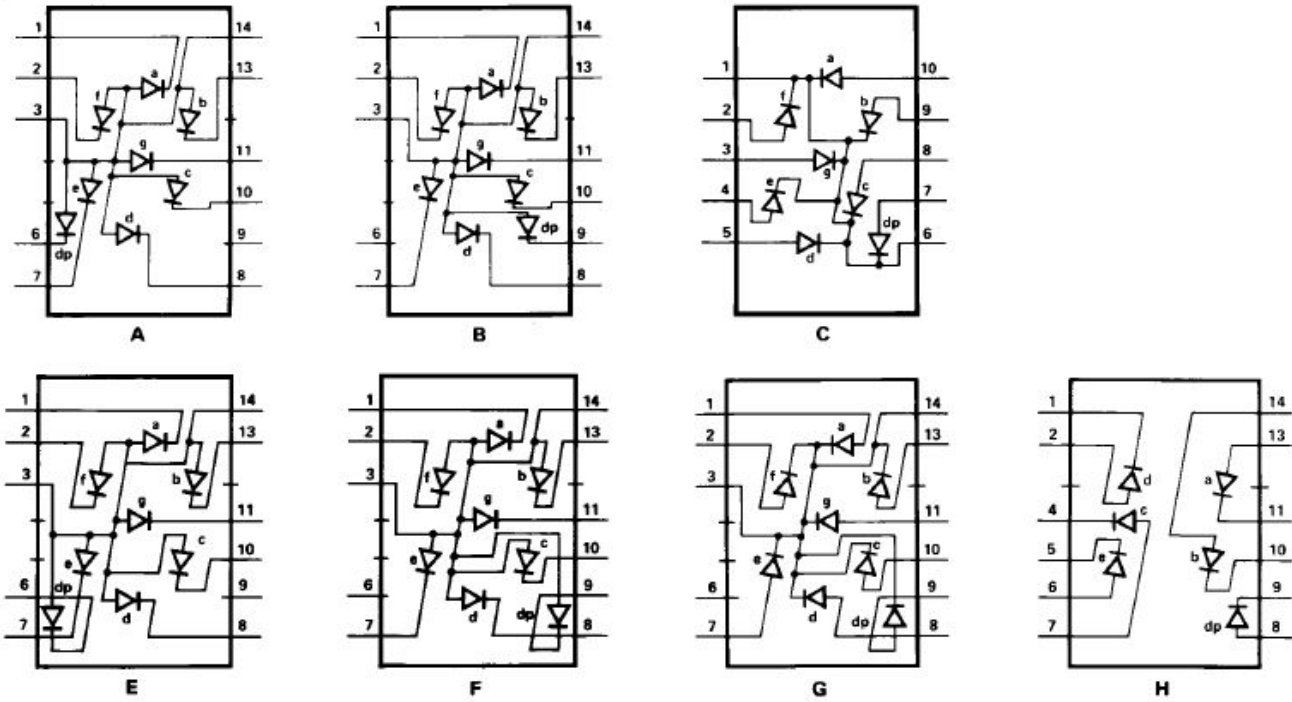 1 14 1 14
a a
2 13 2 13 1 a 10
f b f b f b 9
3 3 2
g 11 g 11 3 8
e c e c g
10 10 4 e c 7
d dp dp
6 dp 9 6 d 9 5 d 6
7 8 7 8
A B C
1 14 1 14 1 14 1 14
a a a
2 13 2 13 2 13 2 13
f b f b f b d a
3 3 3
g 11 g 11 g 11 4 c 11
e c 10 e c 10 e c 10 5 e b 10
6 dp 9 6 9 6 9 6 9
d d dp d dp dp
7 8 7 8 7 8 7 8
E F G H